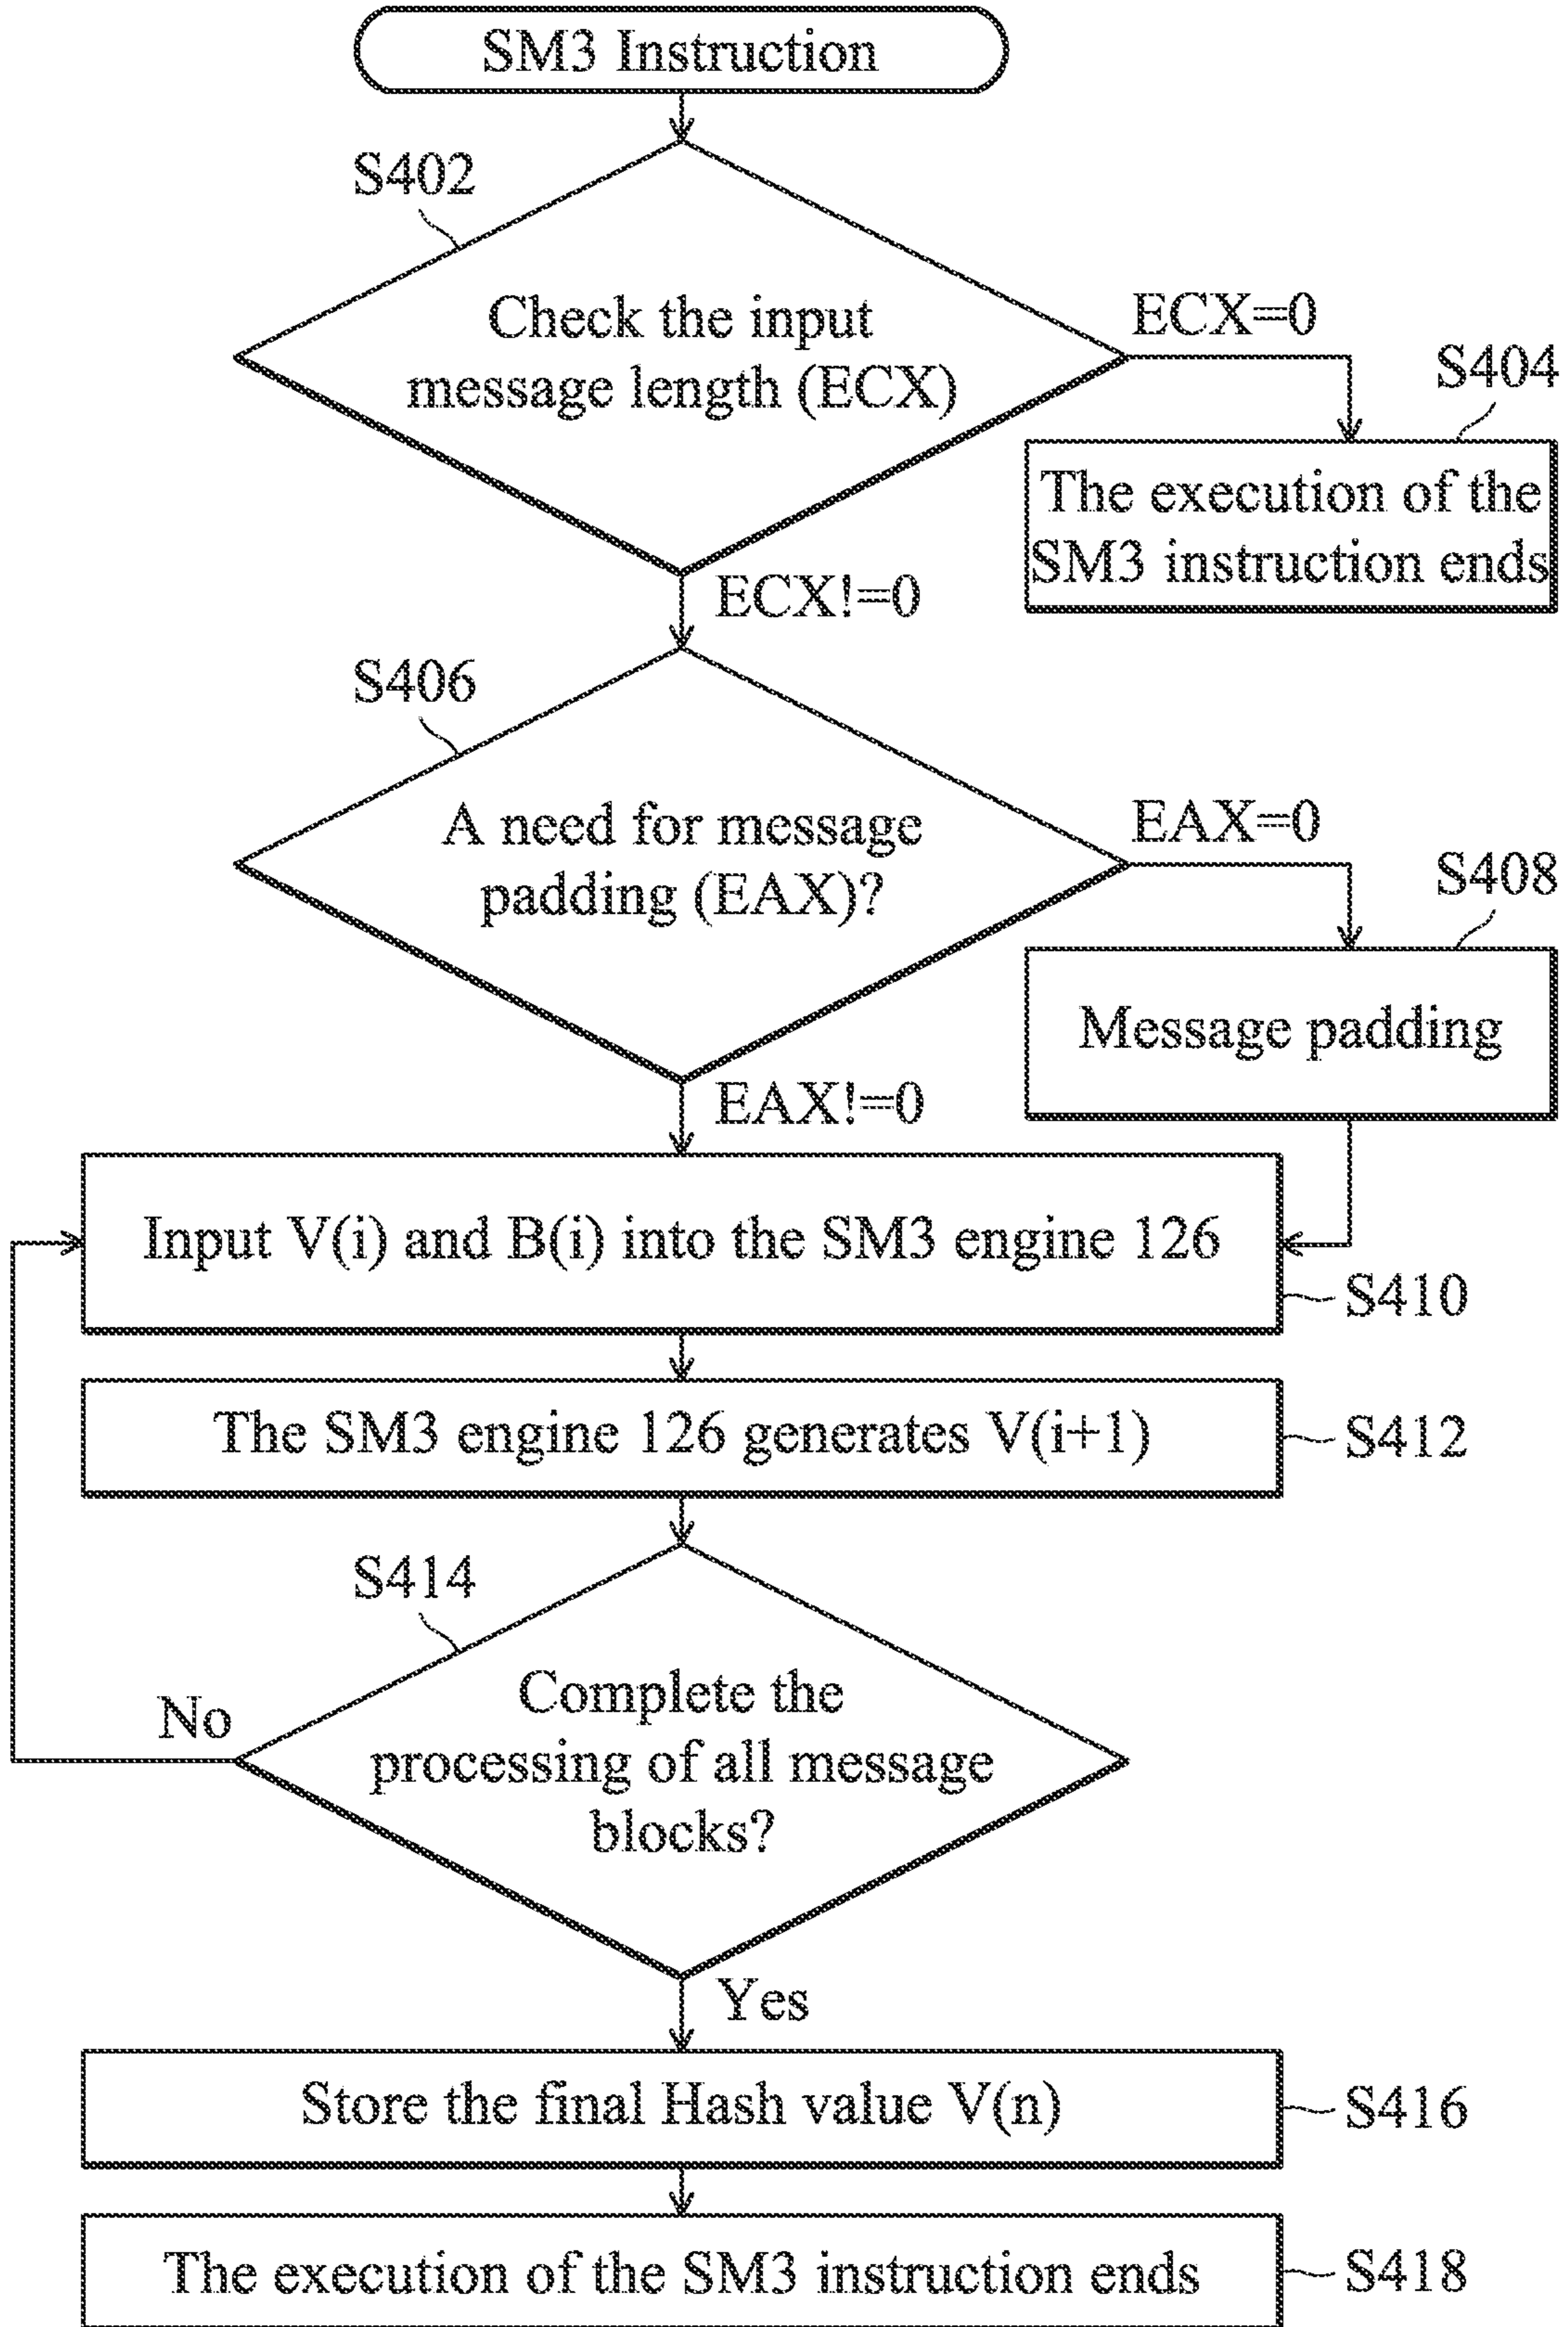 SM3 Instruction
S402
Check the input
message length (ECX)
ECX=0
S404
The execution of the
SM3 instruction ends
ECX!=0
S406
A need for message
padding (EAX)?
EAX=0
S408
Message padding
EAX!=0
Input V(i) and B(i) into the SM3 engine 126
S410
The SM3 engine 126 generates V(i+1)
S412
S414
Complete the
processing of all message
blocks?
No
Yes
Store the final Hash value V(n)
S416
The execution of the SM3 instruction ends
S418